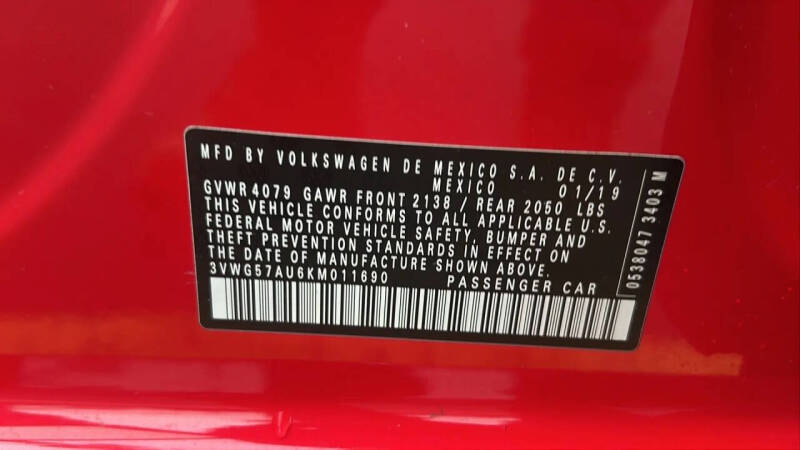 MFD BY VOLKSWAGEN DE MEXICO S.A. DE C.V.
MEXICO 01/19
GVWR 4079 GAWR FRONT 2138 / REAR 2050 LBS
THIS VEHICLE CONFORMS TO ALL APPLICABLE U.S.
FEDERAL MOTOR VEHICLE SAFETY, BUMPER AND
THEFT PREVENTION STANDARDS IN EFFECT ON
THE DATE OF MANUFACTURE SHOWN ABOVE.
3VWG57AU6KM011690 PASSENGER CAR
0538047 3403 M